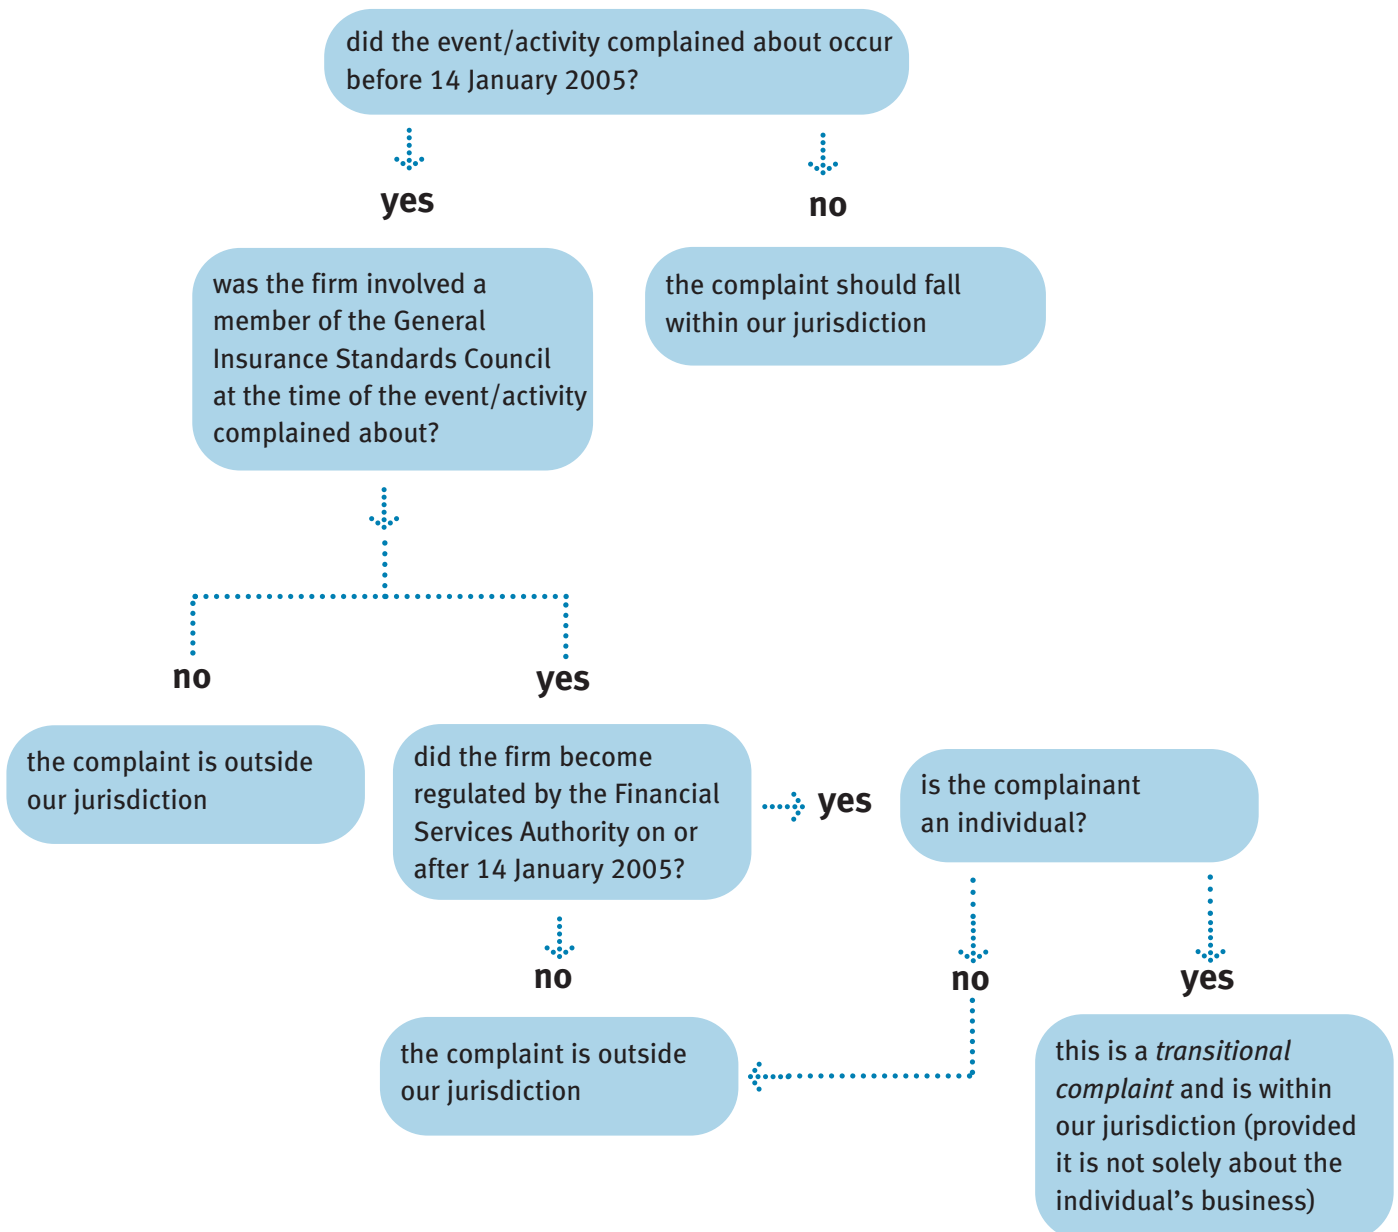 did the event/activity complained about occur
before 14 January 2005?
yes
no
was the firm involved a
member of the General
Insurance Standards Council
at the time of the event/activity
complained about?
the complaint should fall
within our jurisdiction
no
yes
the complaint is outside
our jurisdiction
did the firm become
regulated by the Financial
Services Authority on or
after 14 January 2005?
yes
is the complainant
an individual?
no
no
yes
the complaint is outside
our jurisdiction
this is a transitional
complaint and is within
our jurisdiction (provided
it is not solely about the
individual's business)